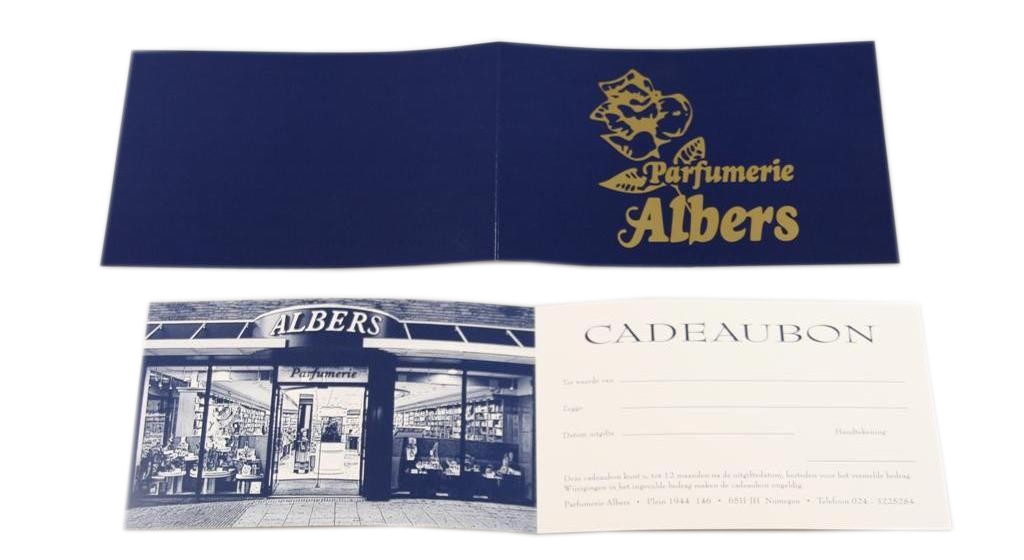 Parfumerie
Albers
ALBERS
Parfumerie
CADEAUBON
Ter waarde van
Zegge
Datum uitgifte
Handtekening
Deze cadeaubon kunt u, tot 12 maanden na de uitgiftedatum, besteden voor het vermelde bedrag.
Wijzigingen in het ingevulde bedrag maken de cadeaubon ongeldig.
Parfumerie Albers • Plein 1944 146 • 6511 JH Nijmegen • Telefoon 024 - 3225284